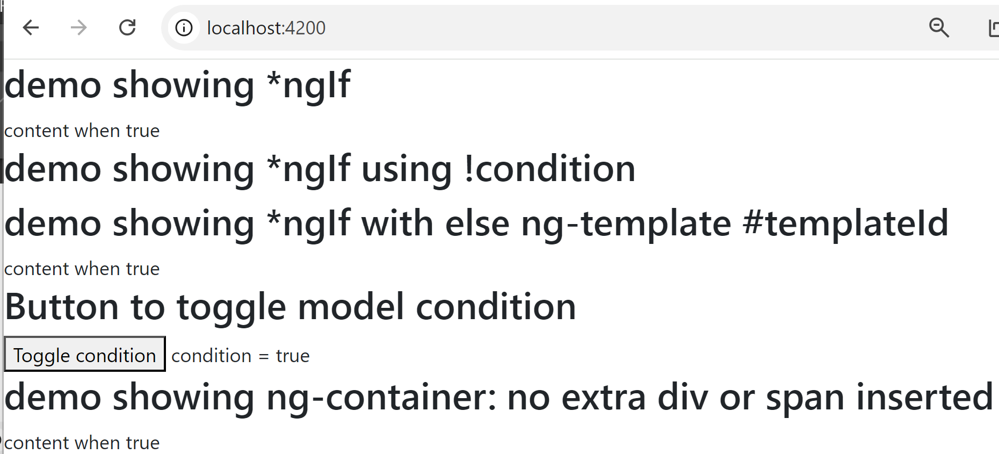 localhost:4200
demo showing *ngIf
content when true
demo showing *ngIf using !condition
demo showing *ngIf with else ng-template #templateId
content when true
Button to toggle model condition
Toggle condition condition = true
demo showing ng-container: no extra div or span inserted
content when true